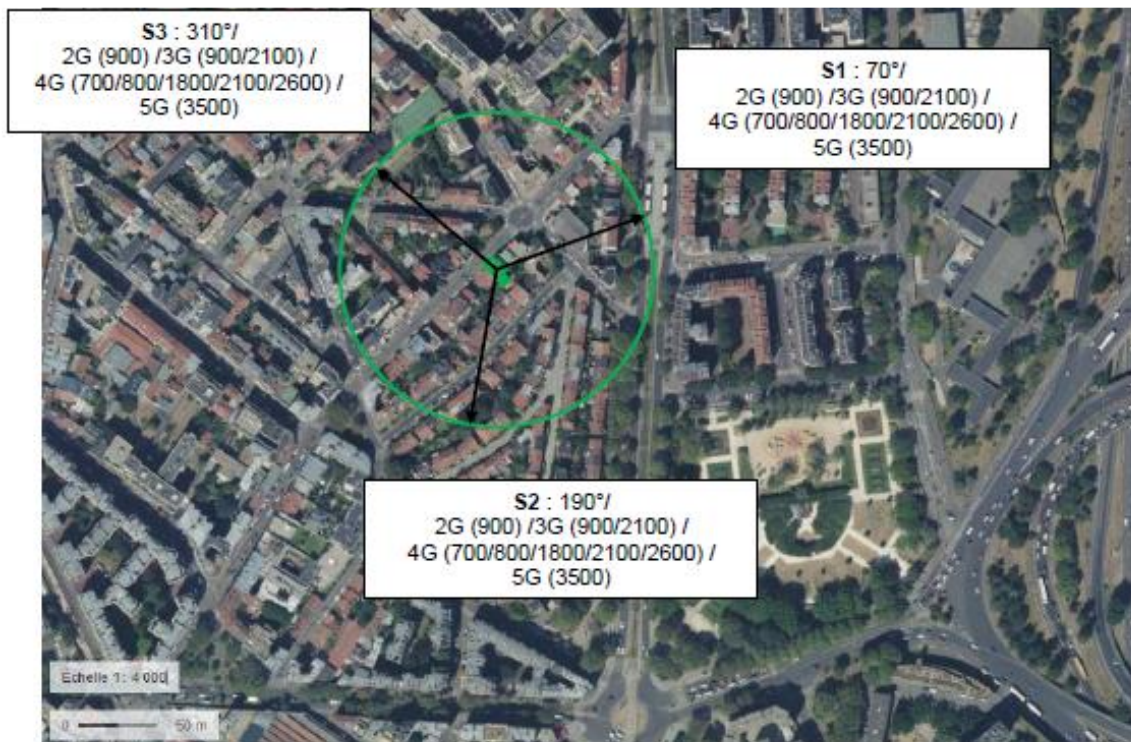 S3 : 310°/
2G (900) /3G (900/2100) /
4G (700/800/1800/2100/2600) /
5G (3500)
S1 : 70°/
2G (900) /3G (900/2100) /
4G (700/800/1800/2100/2600) /
5G (3500)
S2 : 190°/
2G (900) /3G (900/2100) /
4G (700/800/1800/2100/2600) /
5G (3500)
Echelle 1 : 4 000
0 50 m